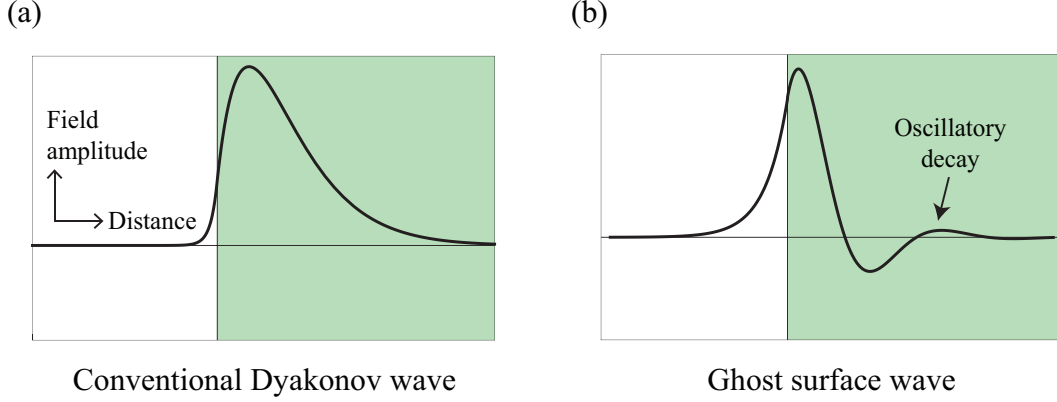 (a)
Field
amplitude
Distance
Conventional Dyakonov wave
(b)
Oscillatory
decay
Ghost surface wave